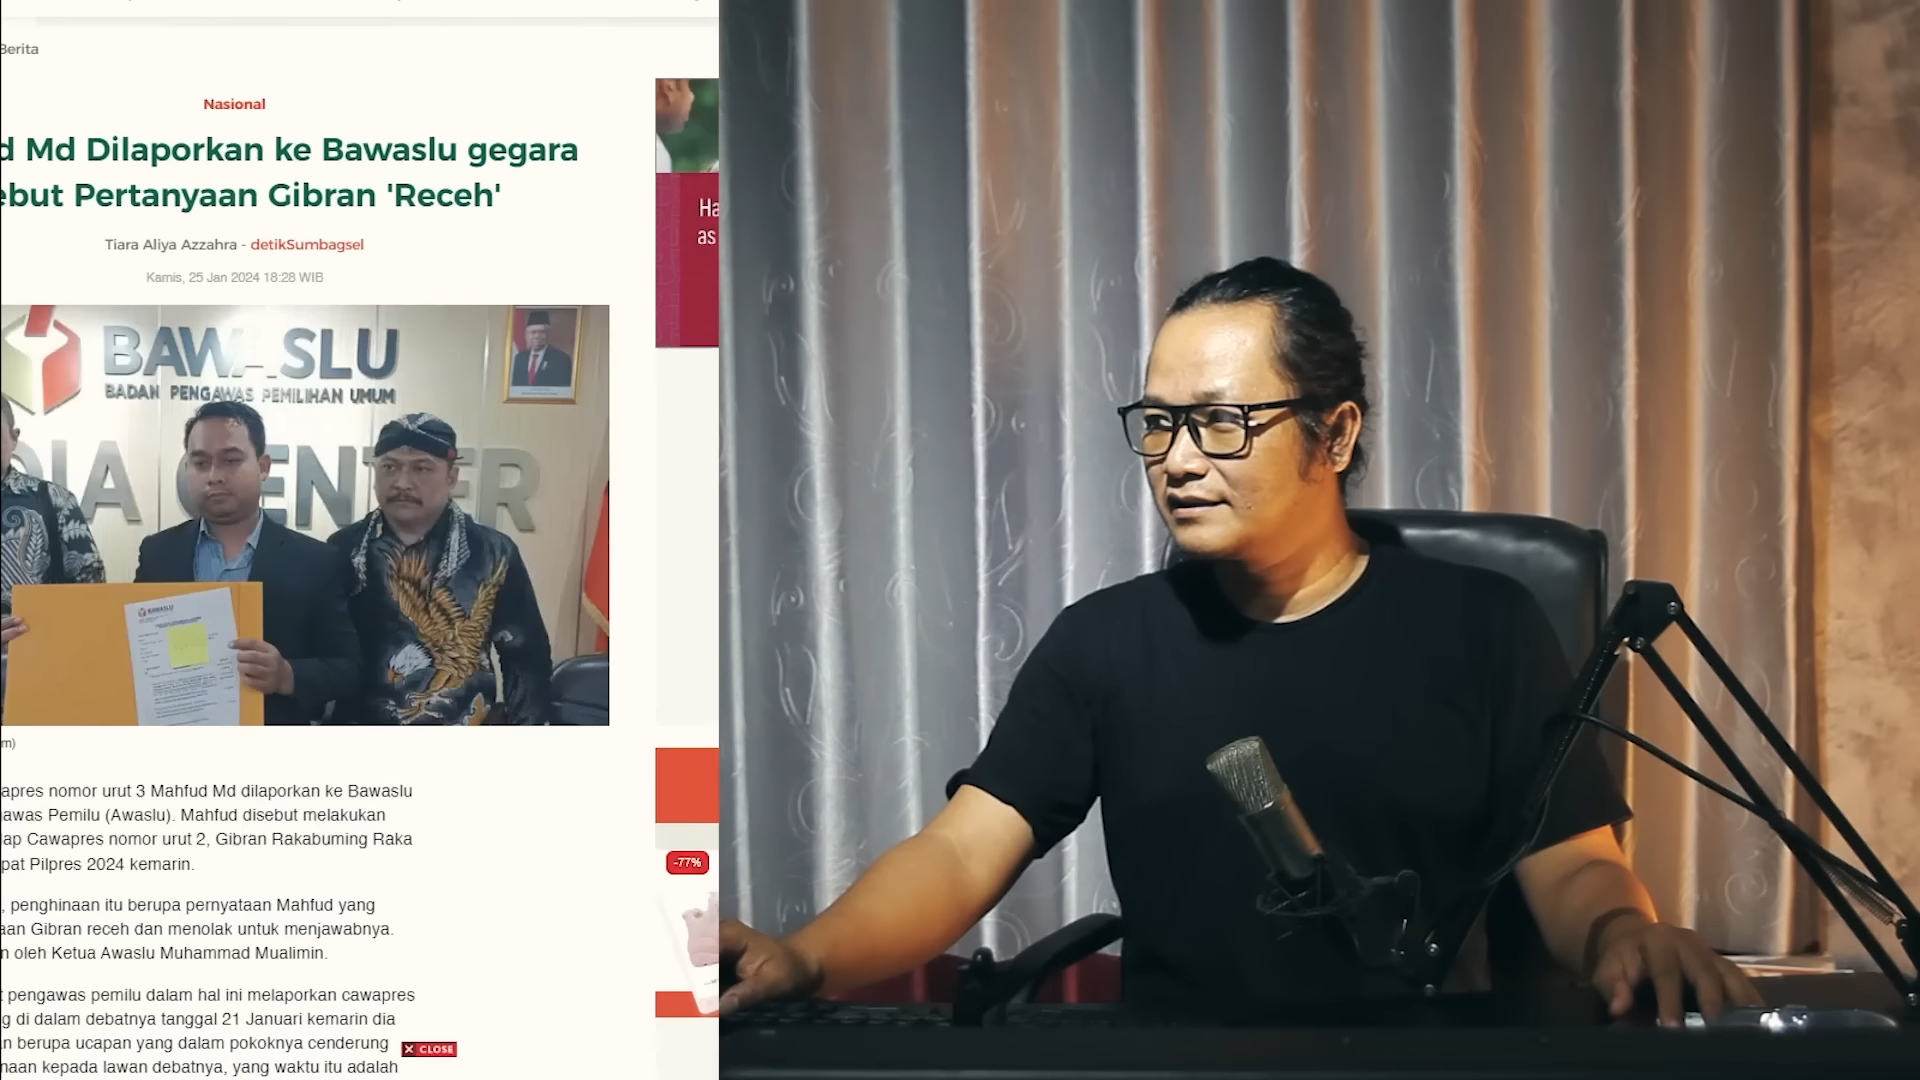 Berita
Nasional
d Md Dilaporkan ke Bawaslu gegara
ebut Pertanyaan Gibran 'Receh'
Tiara Aliya Azzahra - detikSumbagsel
Kamis, 25 Jan 2024 18:28 WIB
Ha
as
BAWASLU
BADAN PENGAWAS PEMILIHAN UMUM
DIA CENTER
BAWASLU
m)
apres nomor urut 3 Mahfud Md dilaporkan ke Bawaslu
gawas Pemilu (Awaslu). Mahfud disebut melakukan
lap Cawapres nomor urut 2, Gibran Rakabuming Raka
pat Pilpres 2024 kemarin.
-77%
, penghinaan itu berupa pernyataan Mahfud yang
aan Gibran receh dan menolak untuk menjawabnya.
n oleh Ketua Awaslu Muhammad Mualimin.
t pengawas pemilu dalam hal ini melaporkan cawapres
g di dalam debatnya tanggal 21 Januari kemarin dia
n berupa ucapan yang dalam pokoknya cenderung
X CLOSE
naan kepada lawan debatnya, yang waktu itu adalah